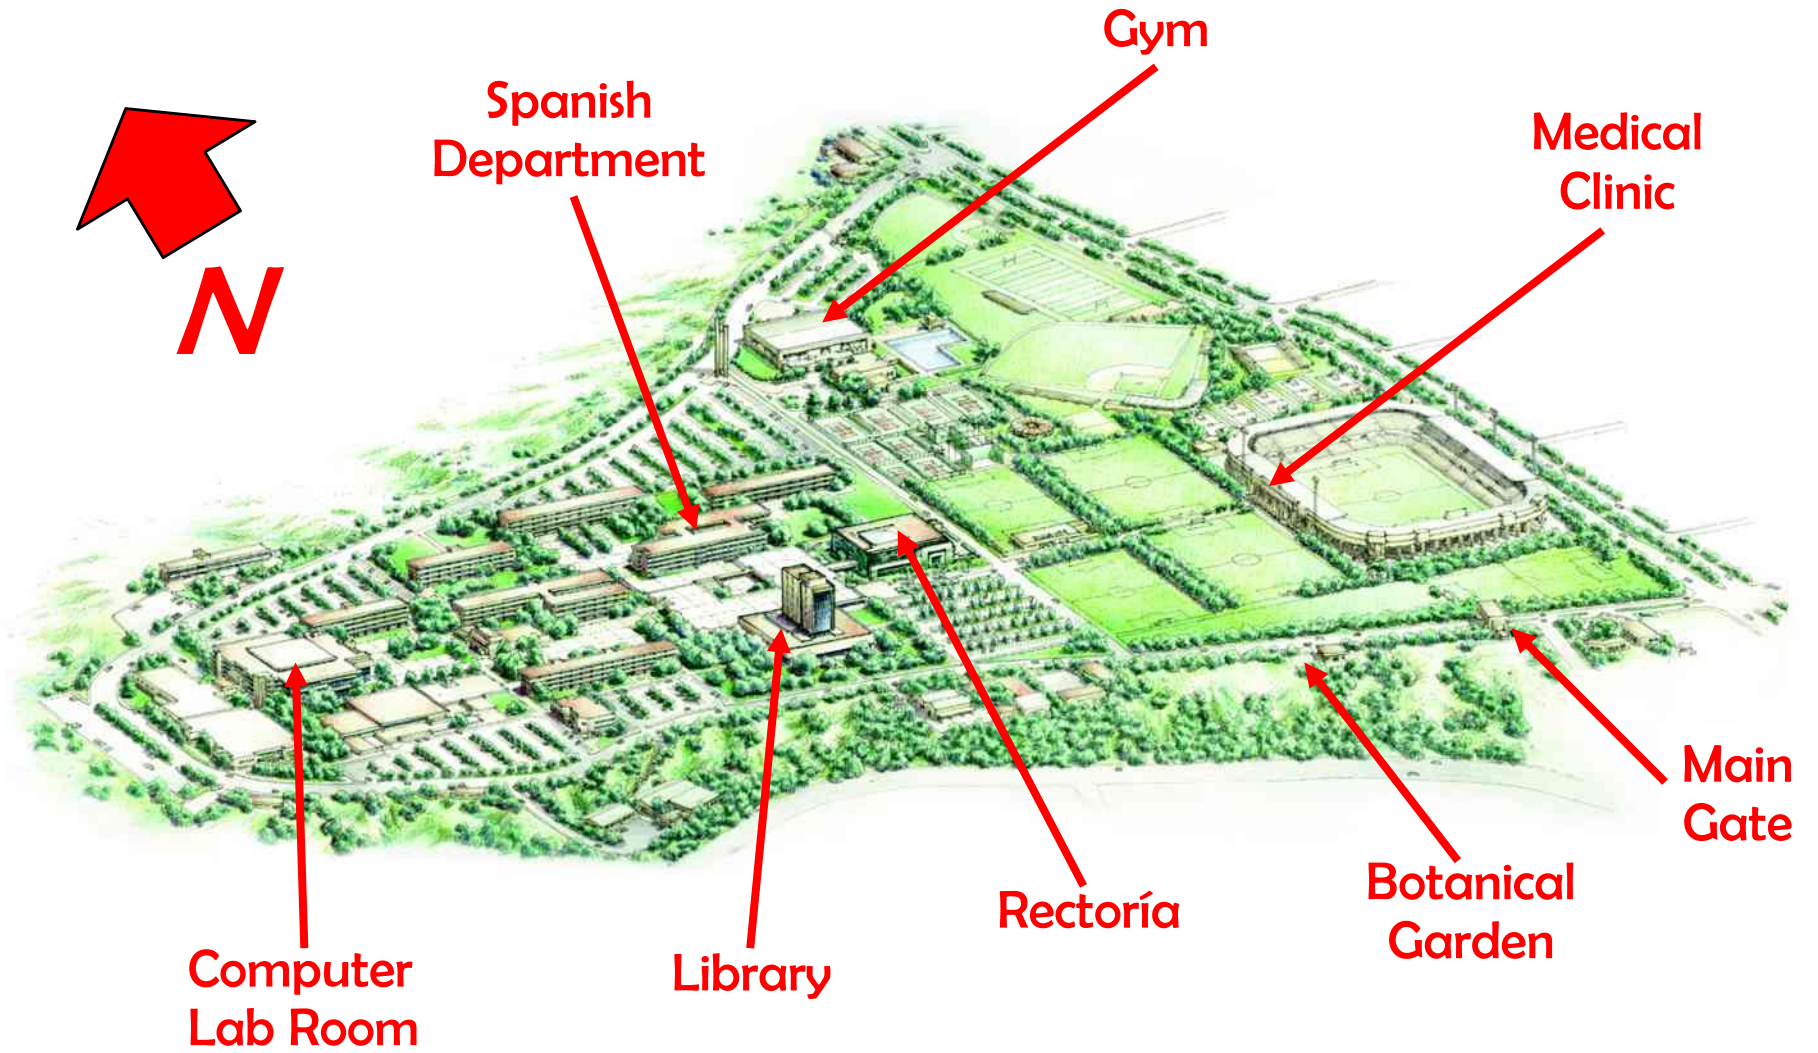 Gym
Spanish
Department
Medical
Clinic
N
Main
Gate
Botanical
Garden
Rectoría
Library
Computer
Lab Room